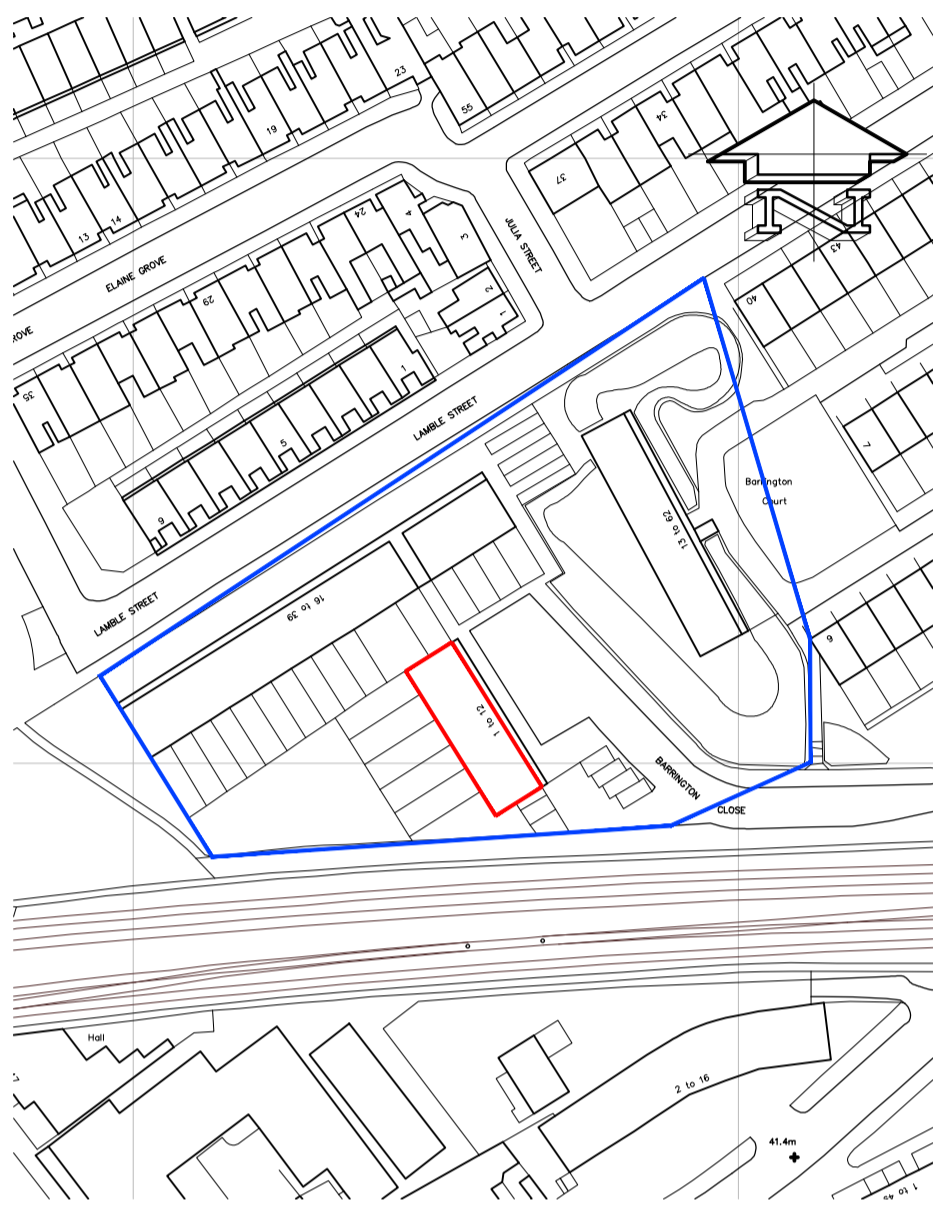 23
55
19
34
37
14
13
24
4
3
JULIA STREET
N
43
ELAINE GROVE
29
2
1
40
ROVE
35
1
LAMBLE STREET
5
7
Barrington
Court
9
13 to 62
16 to 39
LAMBLE STREET
9
1 to 12
BARRINGTON
CLOSE
Hall
2 to 16
41.4m